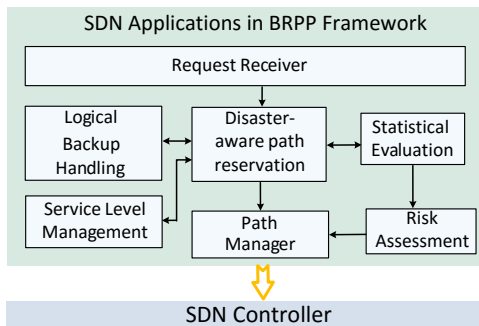 SDN Applications in BRPP Framework
Request Receiver
Logical
Backup
Handling
Disaster-
aware path
reservation
Statistical
Evaluation
Service Level
Management
Path
Manager
Risk
Assessment
SDN Controller